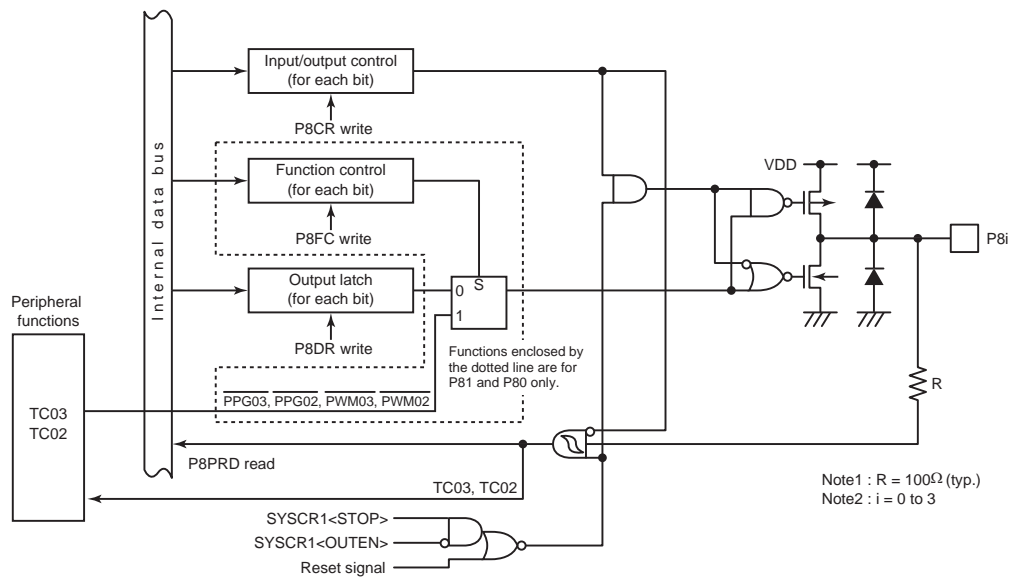 Input/output control
(for each bit)
P8CR write
Internal data bus
Function control
(for each bit)
P8FC write
VDD
P8i
Output latch
(for each bit)
P8DR write
0
S
1
Functions enclosed by
the dotted line are for
P81 and P80 only.
Peripheral
functions
TC03
TC02
PPG03, PPG02, PWM03, PWM02
R
P8PRD read
TC03, TC02
Note1 : R = 100Ω (typ.)
Note2 : i = 0 to 3
SYSCR1<STOP>
SYSCR1<OUTEN>
Reset signal